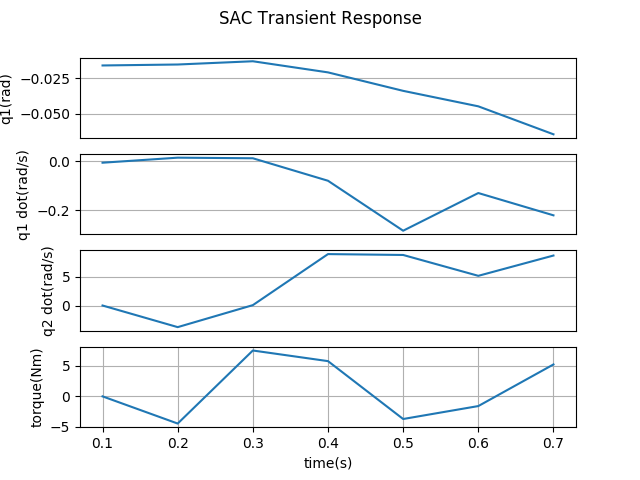 SAC Transient Response
q1(rad)
−0.025
−0.050
q1 dot(rad/s)
0.0
−0.2
q2 dot(rad/s)
5
0
torque(Nm)
5
0
−5
0.1 0.2 0.3 0.4 0.5 0.6 0.7
time(s)